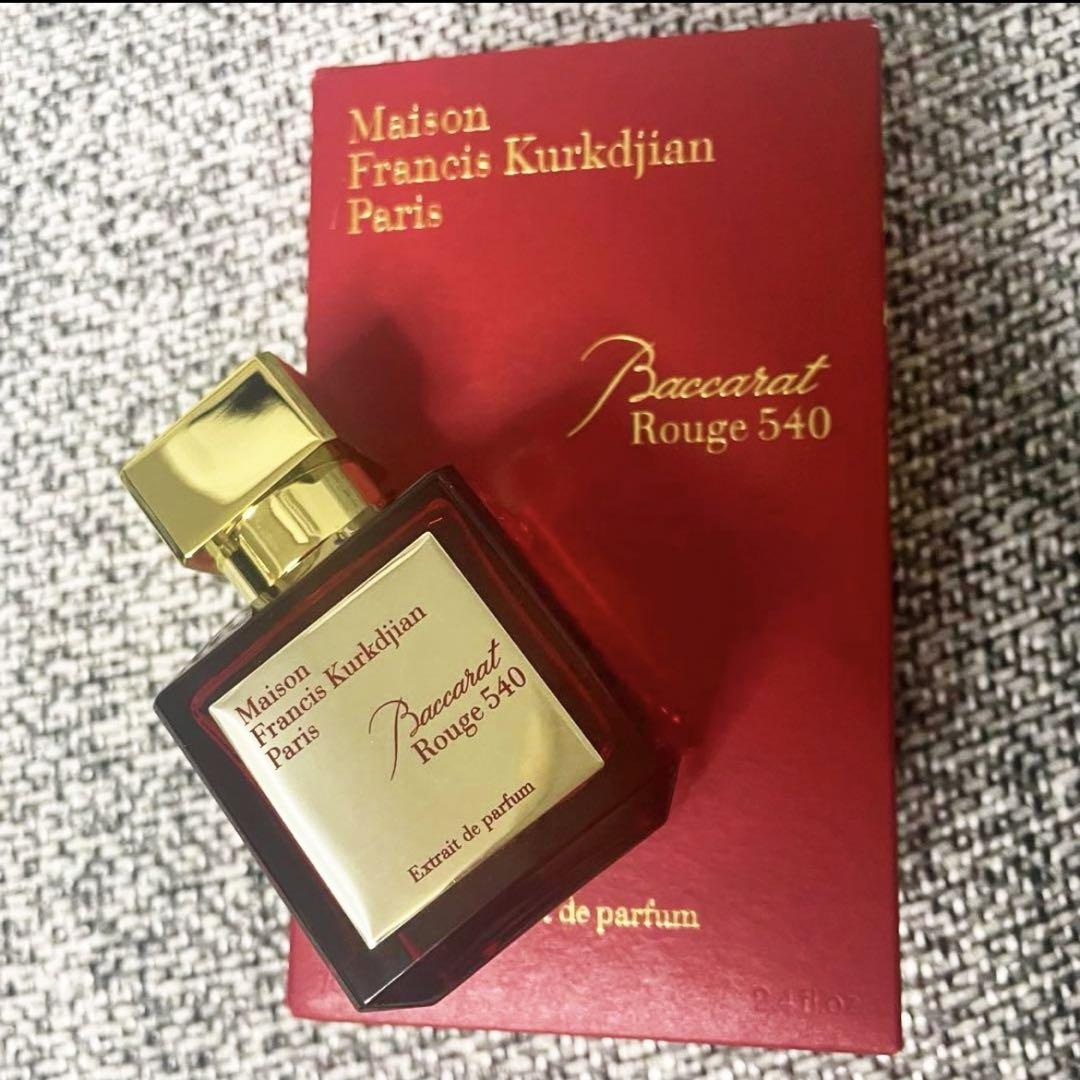 Maison
Francis Kurkdjian
Paris
Baccarat
Rouge 540
de parfum
2.4 fl.oz
Maison
Francis Kurkdjian
Paris
Baccarat
Rouge 540
Extrait de parfum